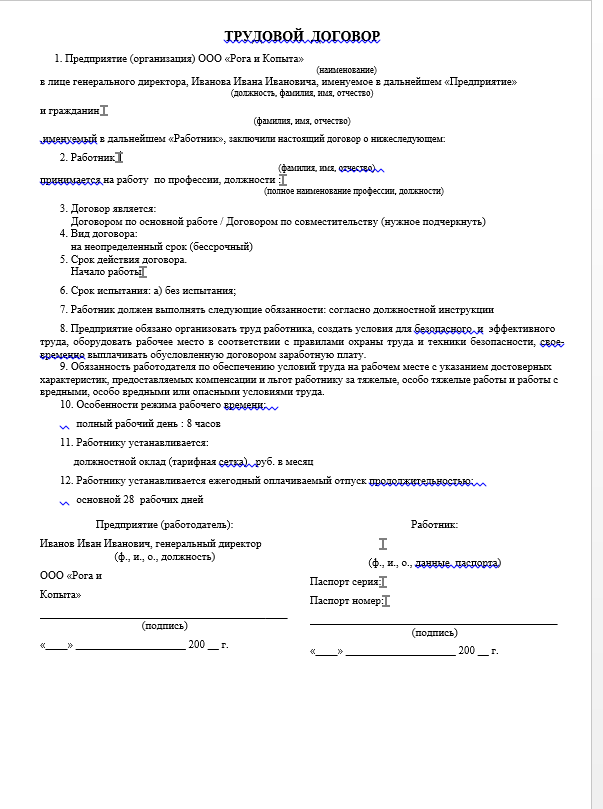 ТРУДОВОЙ ДОГОВОР
1. Предприятие (организация) ООО «Рога и Копыта»
(наименование)
в лице генерального директора, Иванова Ивана Ивановича, именуемое в дальнейшем «Предприятие»
(должность, фамилия, имя, отчество)
и гражданин
(фамилия, имя, отчество)
именуемый в дальнейшем «Работник», заключили настоящий договор о нижеследующем:
2. Работник
(фамилия, имя, отчество)
принимается на работу по профессии, должности :
(полное наименование профессии, должности)
3. Договор является:
Договором по основной работе / Договором по совместительству (нужное подчеркнуть)
4. Вид договора:
на неопределенный срок (бессрочный)
5. Срок действия договора.
Начало работы
6. Срок испытания: а) без испытания;
7. Работник должен выполнять следующие обязанности: согласно должностной инструкции
8. Предприятие обязано организовать труд работника, создать условия для безопасного и эффективного
труда, оборудовать рабочее место в соответствии с правилами охраны труда и техники безопасности, свое-
временно выплачивать обусловленную договором заработную плату.
9. Обязанность работодателя по обеспечению условий труда на рабочем месте с указанием достоверных
характеристик, предоставляемых компенсации и льгот работнику за тяжелые, особо тяжелые работы и работы с
вредными, особо вредными или опасными условиями труда.
10. Особенности режима рабочего времени:
полный рабочий день : 8 часов
11. Работнику устанавливается:
должностной оклад (тарифная сетка) руб. в месяц
12. Работнику устанавливается ежегодный оплачиваемый отпуск продолжительностью:
основной 28 рабочих дней
Предприятие (работодатель):
Иванов Иван Иванович, генеральный директор
(ф., и., о., должность)
ООО «Рога и
Копыта»
(подпись)
«____» ____________________ 200 __ г.
Работник:
(ф., и., о., данные паспорта)
Паспорт серия:
Паспорт номер:
(подпись)
«____» ____________________ 200 __ г.